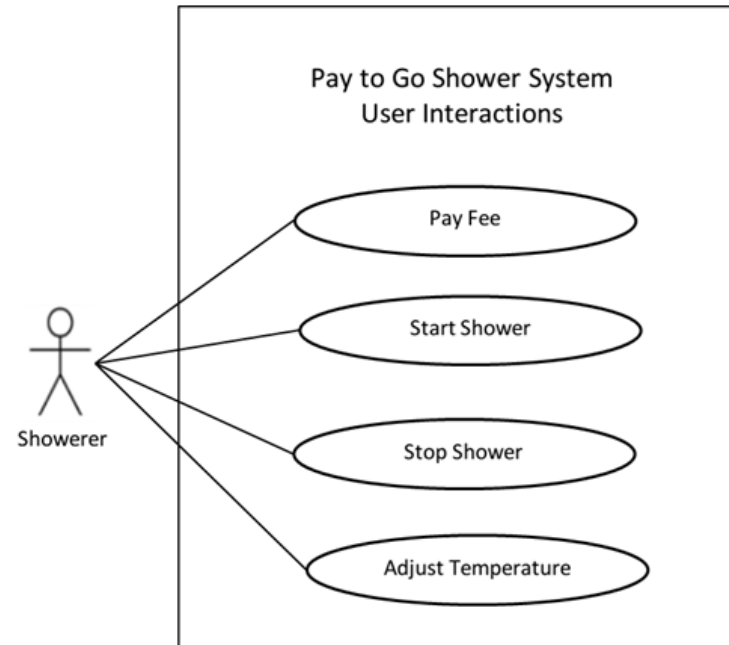 Pay to Go Shower System
User Interactions
Pay Fee
Start Shower
Showerer
Stop Shower
Adjust Temperature